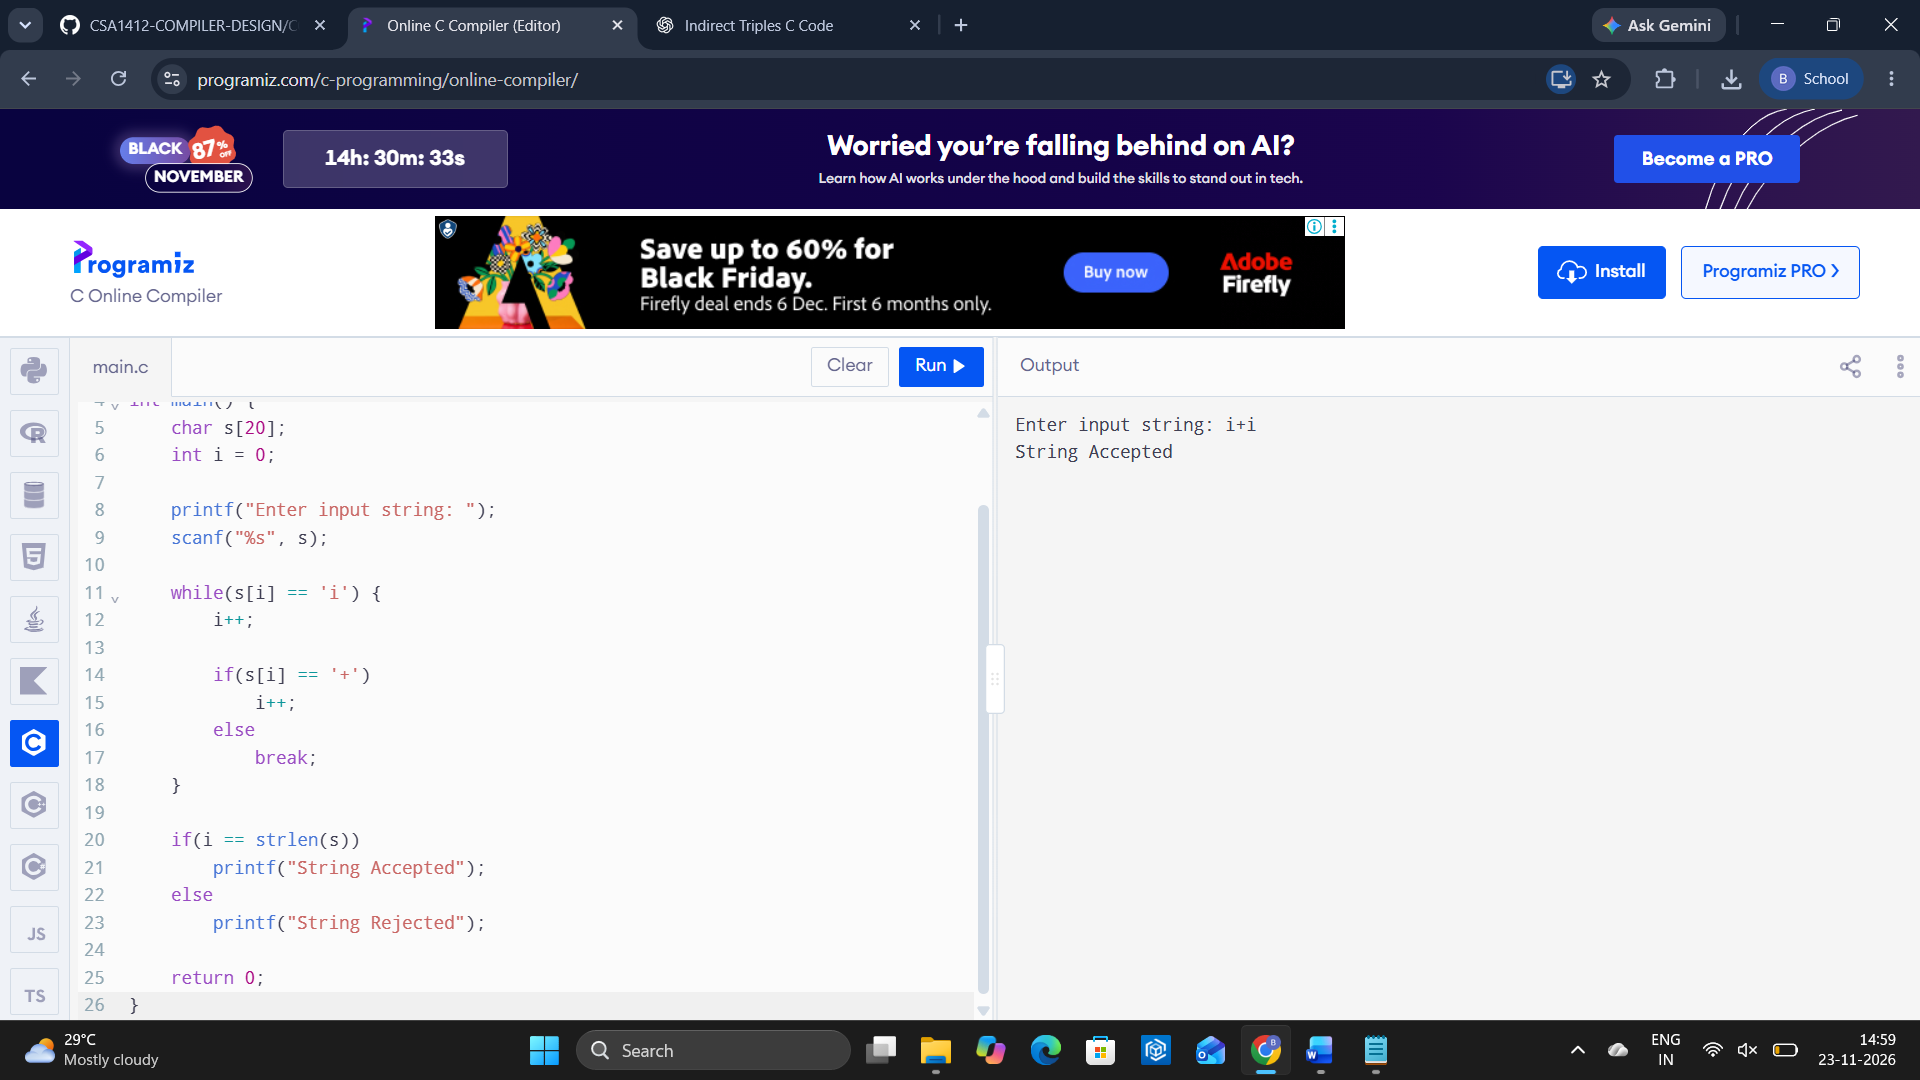 CSA1412-COMPILER-DESIGN/C
Online C Compiler (Editor)
Indirect Triples C Code
Ask Gemini
programiz.com/c-programming/online-compiler/
B
School
BLACK
87% OFF
NOVEMBER
14h: 30m: 33s
Worried you’re falling behind on AI?
Learn how AI works under the hood and build the skills to stand out in tech.
Become a PRO
Programiz
C Online Compiler
Save up to 60% for
Black Friday.
Firefly deal ends 6 Dec. First 6 months only.
Buy now
Adobe
Firefly
Install
Programiz PRO
main.c
Clear
Run
Output
4 int main() {
5 char s[20];
6 int i = 0;
7
8 printf("Enter input string: ");
9 scanf("%s", s);
10
11 while(s[i] == 'i') {
12 i++;
13
14 if(s[i] == '+')
15 i++;
16 else
17 break;
18 }
19
20 if(i == strlen(s))
21 printf("String Accepted");
22 else
23 printf("String Rejected");
24
25 return 0;
26 }
Enter input string: i+i
String Accepted
JS
TS
29°C
Mostly cloudy
Search
ENG
IN
14:59
23-11-2026